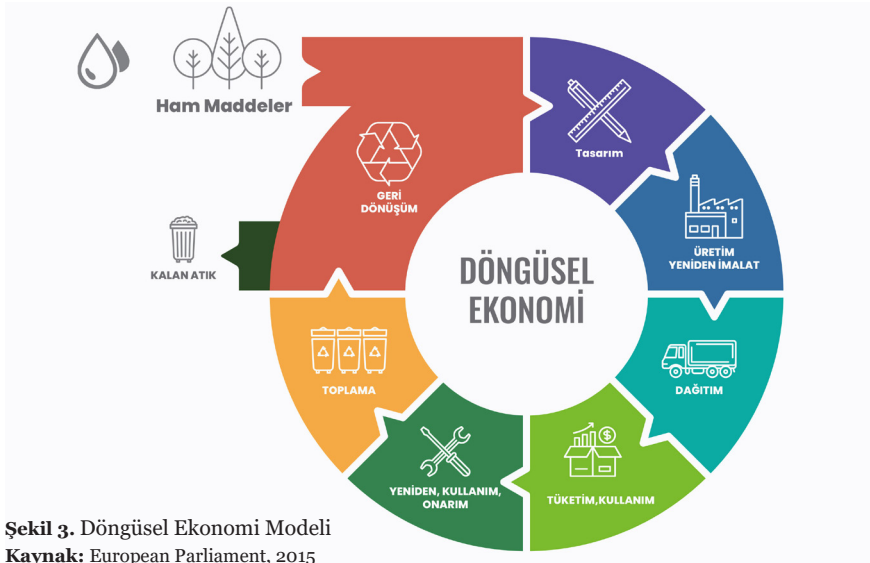 Ham Maddeler
Tasarım
GERİ
DÖNÜŞÜM
ÜRETİM
YENİDEN İMALAT
KALAN ATIK
DÖNGÜSEL
EKONOMİ
DAĞITIM
TOPLAMA
YENİDEN, KULLANIM,
ONARIM
TÜKETİM,KULLANIM
Şekil 3. Döngüsel Ekonomi Modeli
Kaynak: European Parliament, 2015